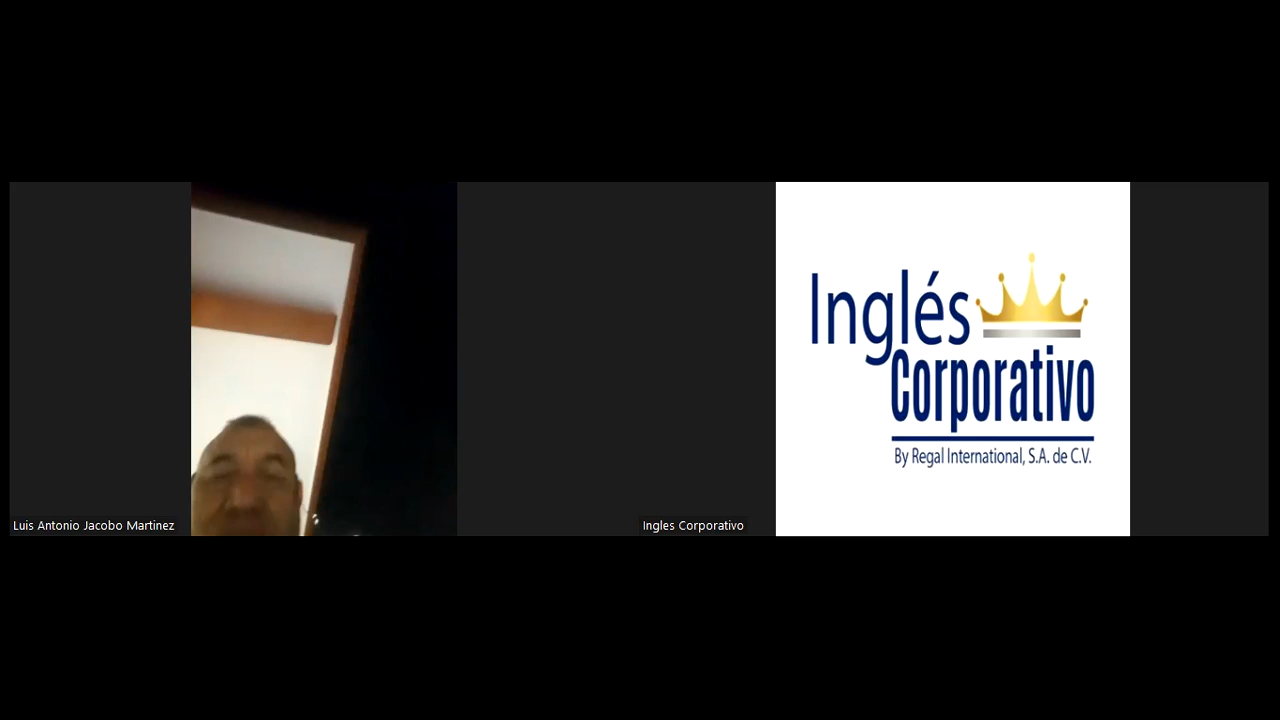 Inglés
Corporativo
By Regal International, S.A. de C.V.
Luis Antonio Jacobo Martinez
Ingles Corporativo